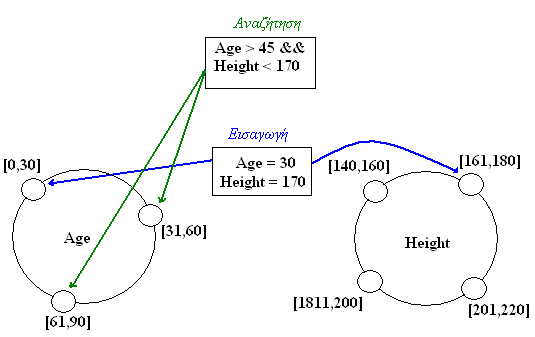 Αναζήτηση
Age > 45 &&
Height < 170
Εισαγωγή
Age = 30
Height = 170
[0,30]
[31,60]
Age
[61,90]
[140,160]
[161,180]
Height
[1811,200]
[201,220]